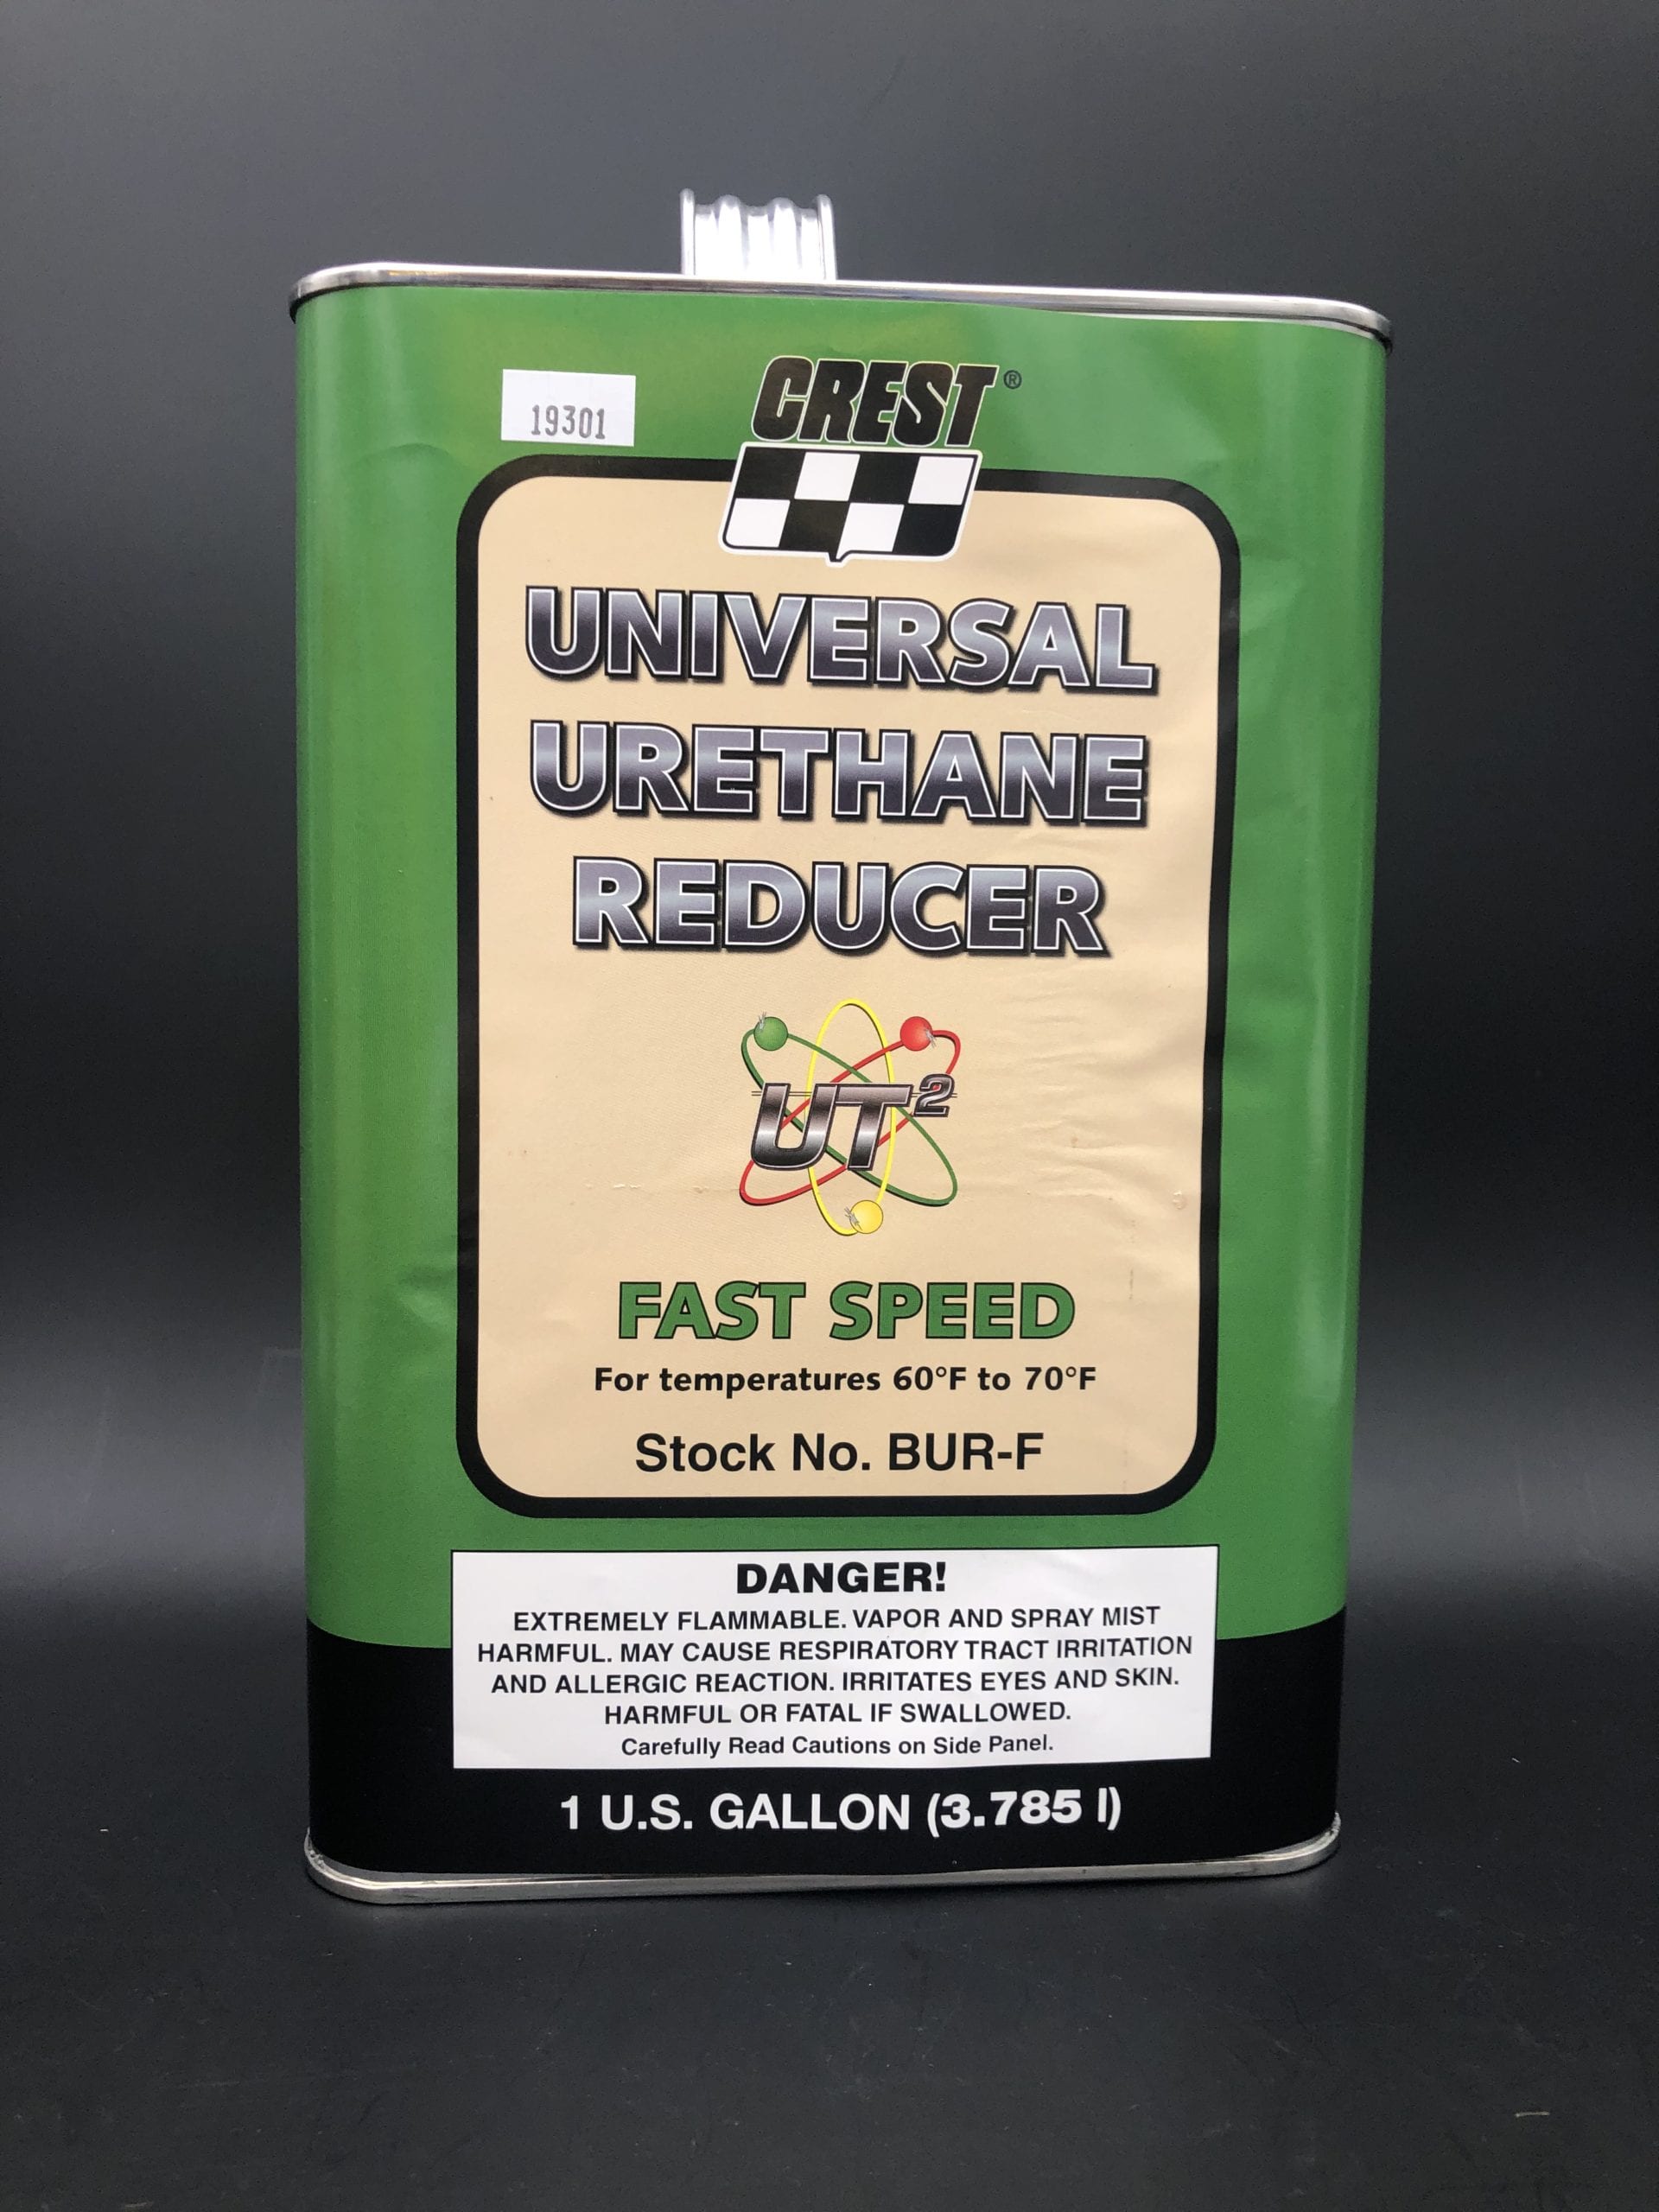 19301
CREST®
UNIVERSAL
URETHANE
REDUCER
UT²
FAST SPEED
For temperatures 60°F to 70°F
Stock No. BUR-F
DANGER!
EXTREMELY FLAMMABLE. VAPOR AND SPRAY MIST
HARMFUL. MAY CAUSE RESPIRATORY TRACT IRRITATION
AND ALLERGIC REACTION. IRRITATES EYES AND SKIN.
HARMFUL OR FATAL IF SWALLOWED.
Carefully Read Cautions on Side Panel.
1 U.S. GALLON (3.785 l)